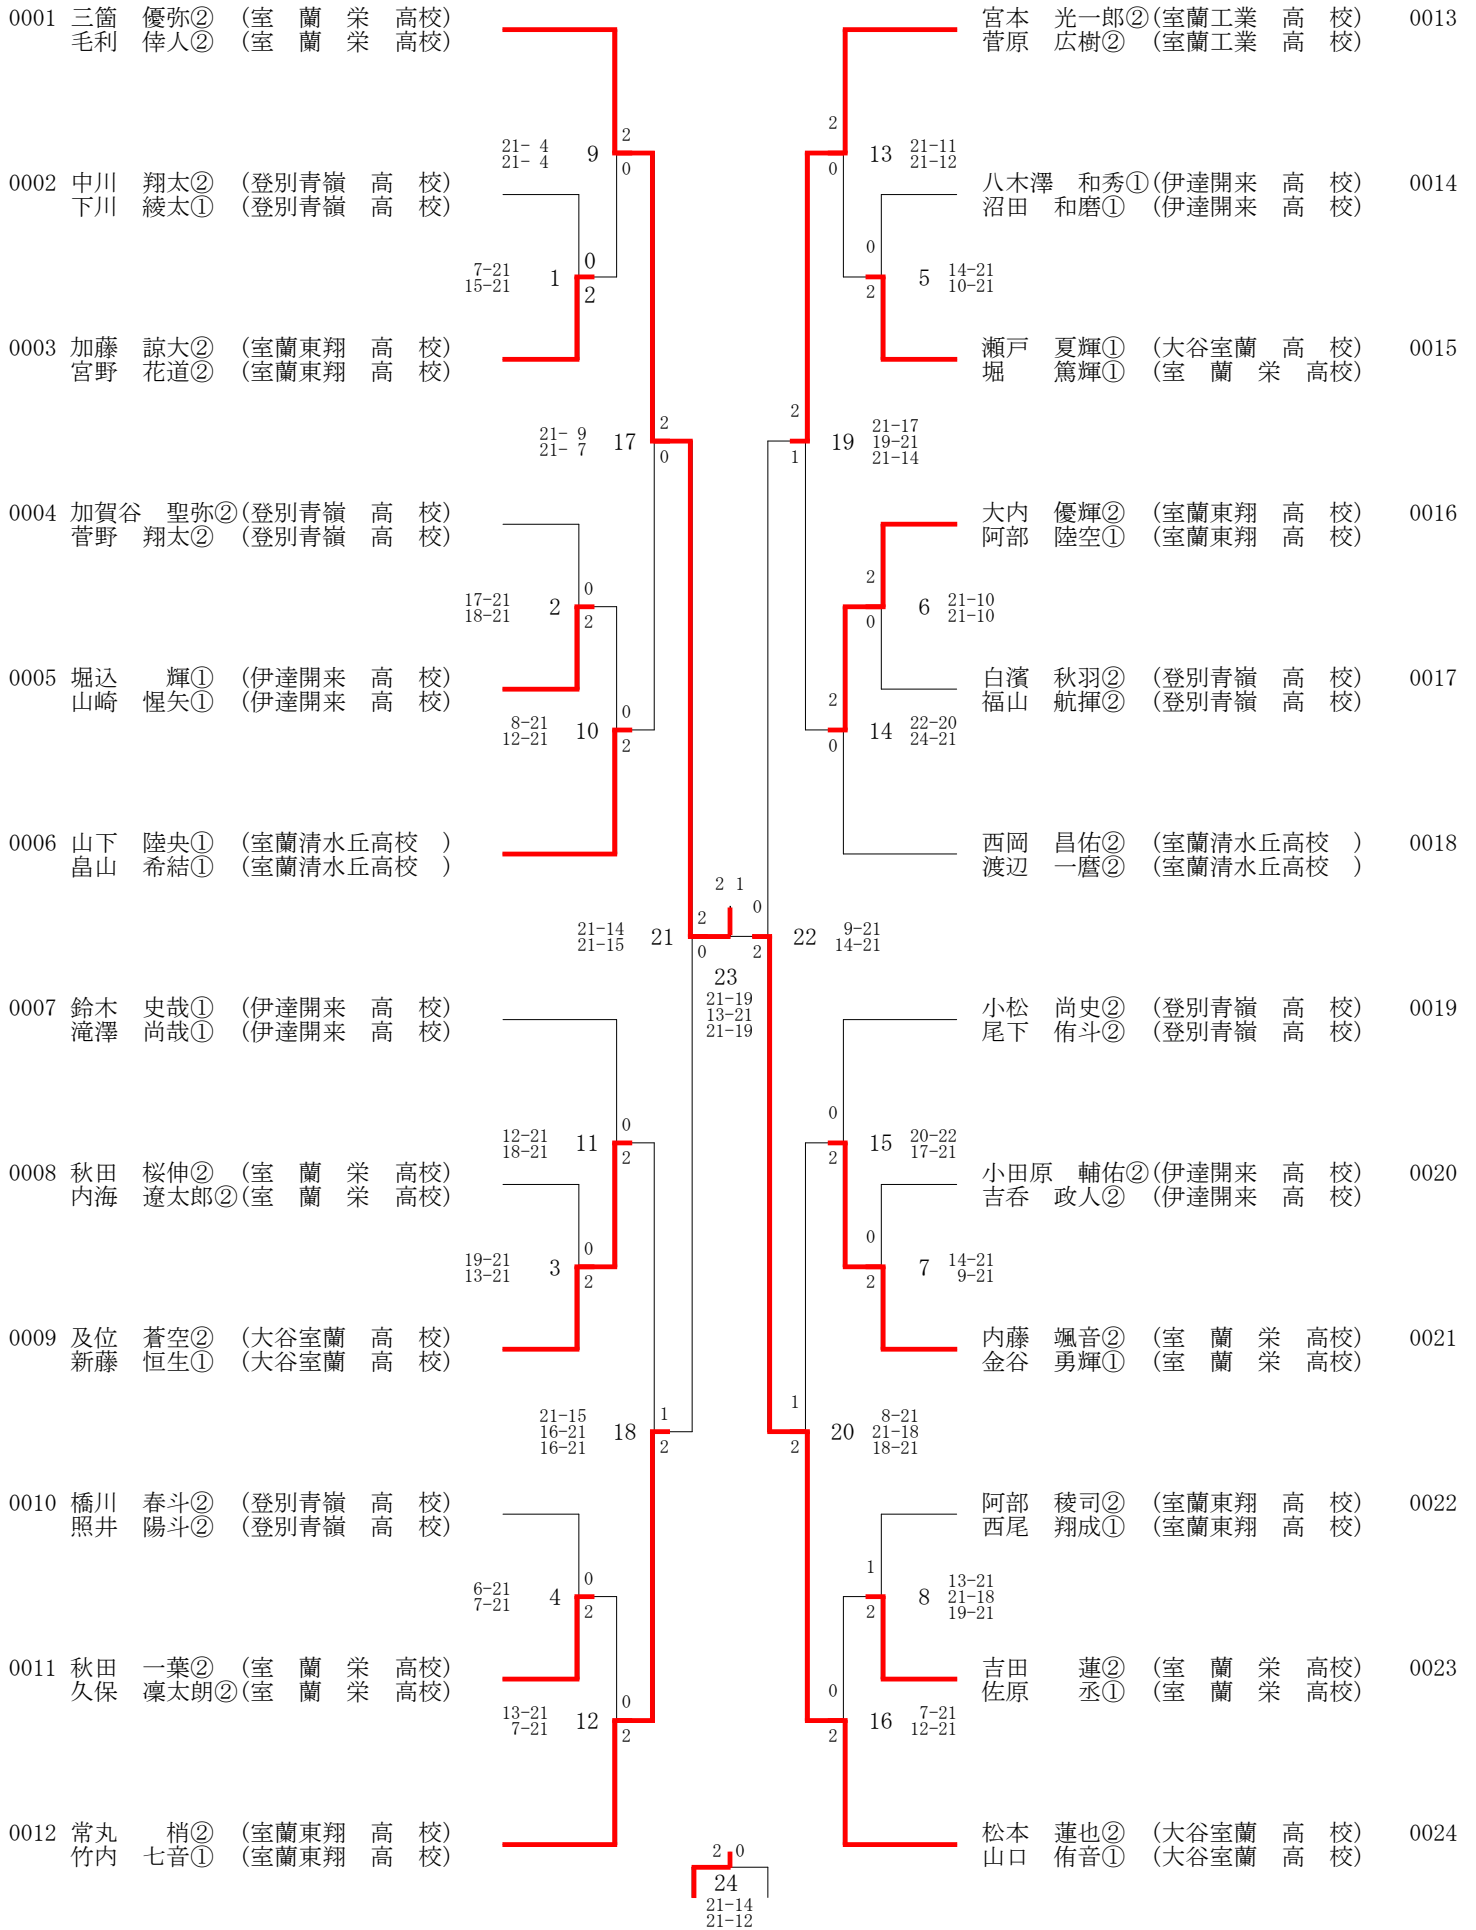 0001 三箇 優弥② (室 蘭 栄 高校)
毛利 倖人② (室 蘭 栄 高校)
21- 4
21- 4
9
2
0
0002 中川 翔太② (登別青嶺 高 校)
下川 綾太① (登別青嶺 高 校)
7-21
15-21
1
0
2
0003 加藤 諒大② (室蘭東翔 高 校)
宮野 花道② (室蘭東翔 高 校)
21- 9
21- 7
17
2
0
0004 加賀谷 聖弥②(登別青嶺 高 校)
菅野 翔太② (登別青嶺 高 校)
17-21
18-21
2
0
2
0005 堀込 輝① (伊達開来 高 校)
山崎 惺矢① (伊達開来 高 校)
8-21
12-21
10
0
2
0006 山下 陸央① (室蘭清水丘高校 )
畠山 希結① (室蘭清水丘高校 )
21-14
21-15
21
2
0
0007 鈴木 史哉① (伊達開来 高 校)
滝澤 尚哉① (伊達開来 高 校)
12-21
18-21
11
0
2
0008 秋田 桜伸② (室 蘭 栄 高校)
内海 遼太郎②(室 蘭 栄 高校)
19-21
13-21
3
0
2
0009 及位 蒼空② (大谷室蘭 高 校)
新藤 恒生① (大谷室蘭 高 校)
21-15
16-21
16-21
18
1
2
0010 橋川 春斗② (登別青嶺 高 校)
照井 陽斗② (登別青嶺 高 校)
6-21
7-21
4
0
2
0011 秋田 一葉② (室 蘭 栄 高校)
久保 凜太朗②(室 蘭 栄 高校)
13-21
7-21
12
0
2
0012 常丸 梢② (室蘭東翔 高 校)
竹内 七音① (室蘭東翔 高 校)
2 1
23
21-19
13-21
21-19
2 0
24
21-14
21-12
宮本 光一郎②(室蘭工業 高 校) 0013
菅原 広樹② (室蘭工業 高 校)
2
0
13
21-11
21-12
八木澤 和秀①(伊達開来 高 校) 0014
沼田 和磨① (伊達開来 高 校)
0
2
5
14-21
10-21
瀬戸 夏輝① (大谷室蘭 高 校) 0015
堀 篤輝① (室 蘭 栄 高校)
2
1
19
21-17
19-21
21-14
大内 優輝② (室蘭東翔 高 校) 0016
阿部 陸空① (室蘭東翔 高 校)
2
0
6
21-10
21-10
白濱 秋羽② (登別青嶺 高 校) 0017
福山 航揮② (登別青嶺 高 校)
2
0
14
22-20
24-21
西岡 昌佑② (室蘭清水丘高校 ) 0018
渡辺 一麿② (室蘭清水丘高校 )
0
2
22
9-21
14-21
小松 尚史② (登別青嶺 高 校) 0019
尾下 侑斗② (登別青嶺 高 校)
0
2
15
20-22
17-21
小田原 輔佑②(伊達開来 高 校) 0020
吉呑 政人② (伊達開来 高 校)
0
2
7
14-21
9-21
内藤 颯音② (室 蘭 栄 高校) 0021
金谷 勇輝① (室 蘭 栄 高校)
1
2
20
8-21
21-18
18-21
阿部 稜司② (室蘭東翔 高 校) 0022
西尾 翔成① (室蘭東翔 高 校)
1
2
8
13-21
21-18
19-21
吉田 蓮② (室 蘭 栄 高校) 0023
佐原 丞① (室 蘭 栄 高校)
0
2
16
7-21
12-21
松本 蓮也② (大谷室蘭 高 校) 0024
山口 侑音① (大谷室蘭 高 校)